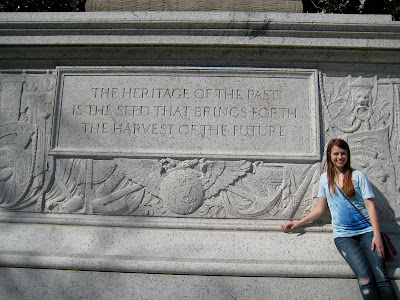 THE HERITAGE OF THE PAST
IS THE SEED THAT BRINGS FORTH
THE HARVEST OF THE FUTURE